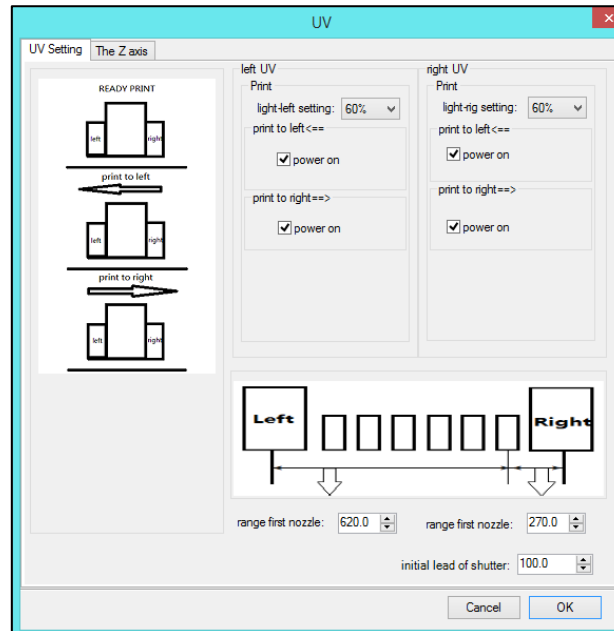 UV
UV Setting
The Z axis
READY PRINT
left
right
print to left
left
right
print to right
left
right
left UV
Print
light-left setting: 60%
print to left<==
power on
print to right==>
power on
right UV
Print
light-rig setting: 60%
print to left<==
power on
print to right==>
power on
Left
Right
range first nozzle: 620.0
range first nozzle: 270.0
initial lead of shutter: 100.0
Cancel
OK